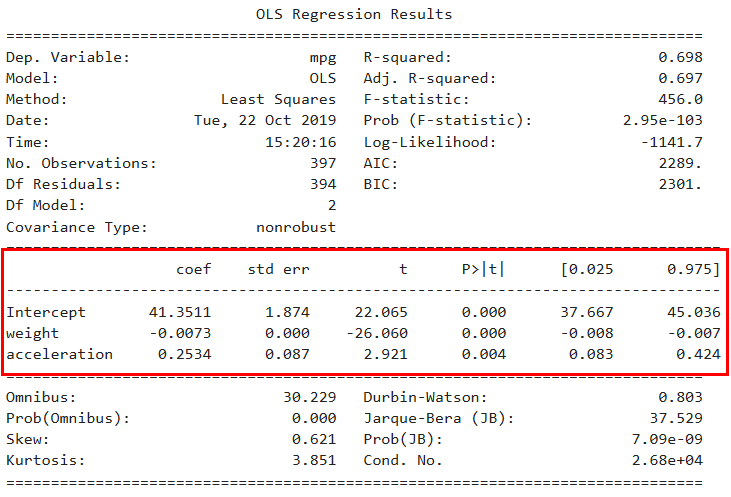 OLS Regression Results
==============================================================================
Dep. Variable: mpg R-squared: 0.698
Model: OLS Adj. R-squared: 0.697
Method: Least Squares F-statistic: 456.0
Date: Tue, 22 Oct 2019 Prob (F-statistic): 2.95e-103
Time: 15:20:16 Log-Likelihood: -1141.7
No. Observations: 397 AIC: 2289.
Df Residuals: 394 BIC: 2301.
Df Model: 2
Covariance Type: nonrobust
================================================================================
coef std err t P>|t| [0.025 0.975]
--------------------------------------------------------------------------------
Intercept 41.3511 1.874 22.065 0.000 37.667 45.036
weight -0.0073 0.000 -26.060 0.000 -0.008 -0.007
acceleration 0.2534 0.087 2.921 0.004 0.083 0.424
==============================================================================
Omnibus: 30.229 Durbin-Watson: 0.803
Prob(Omnibus): 0.000 Jarque-Bera (JB): 37.529
Skew: 0.621 Prob(JB): 7.09e-09
Kurtosis: 3.851 Cond. No. 2.68e+04
==============================================================================